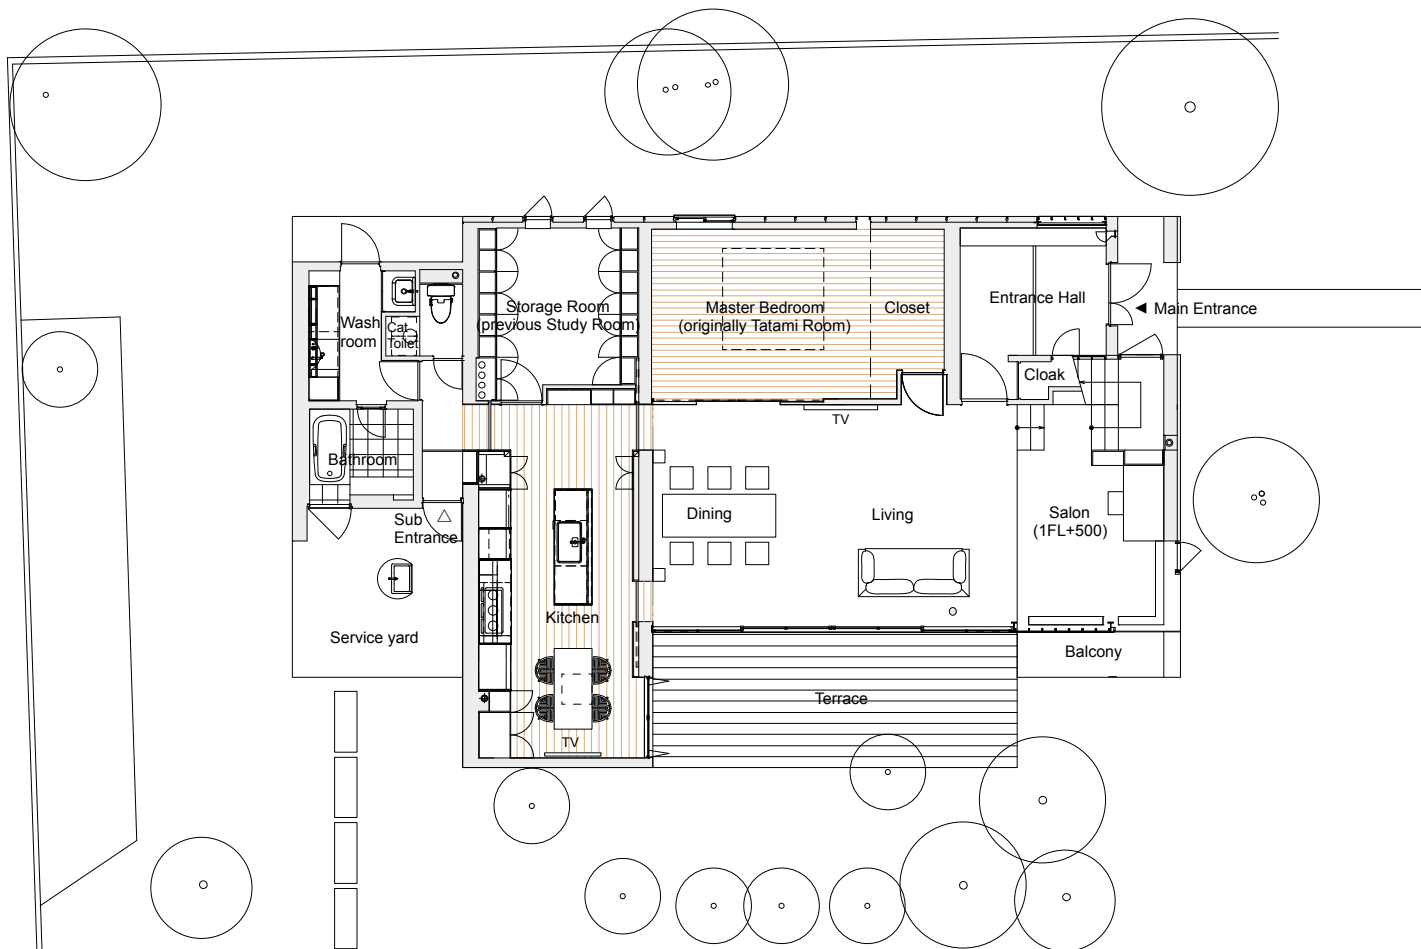 Storage Room
(previous Study Room)
Master Bedroom
(originally Tatami Room)
Closet
Entrance Hall
◄ Main Entrance
Wash
room
Cat
Toilet
Cloak
TV
Bathroom
Sub
Entrance
△
Dining
Living
Salon
(1FL+500)
Kitchen
Service yard
Balcony
Terrace
TV